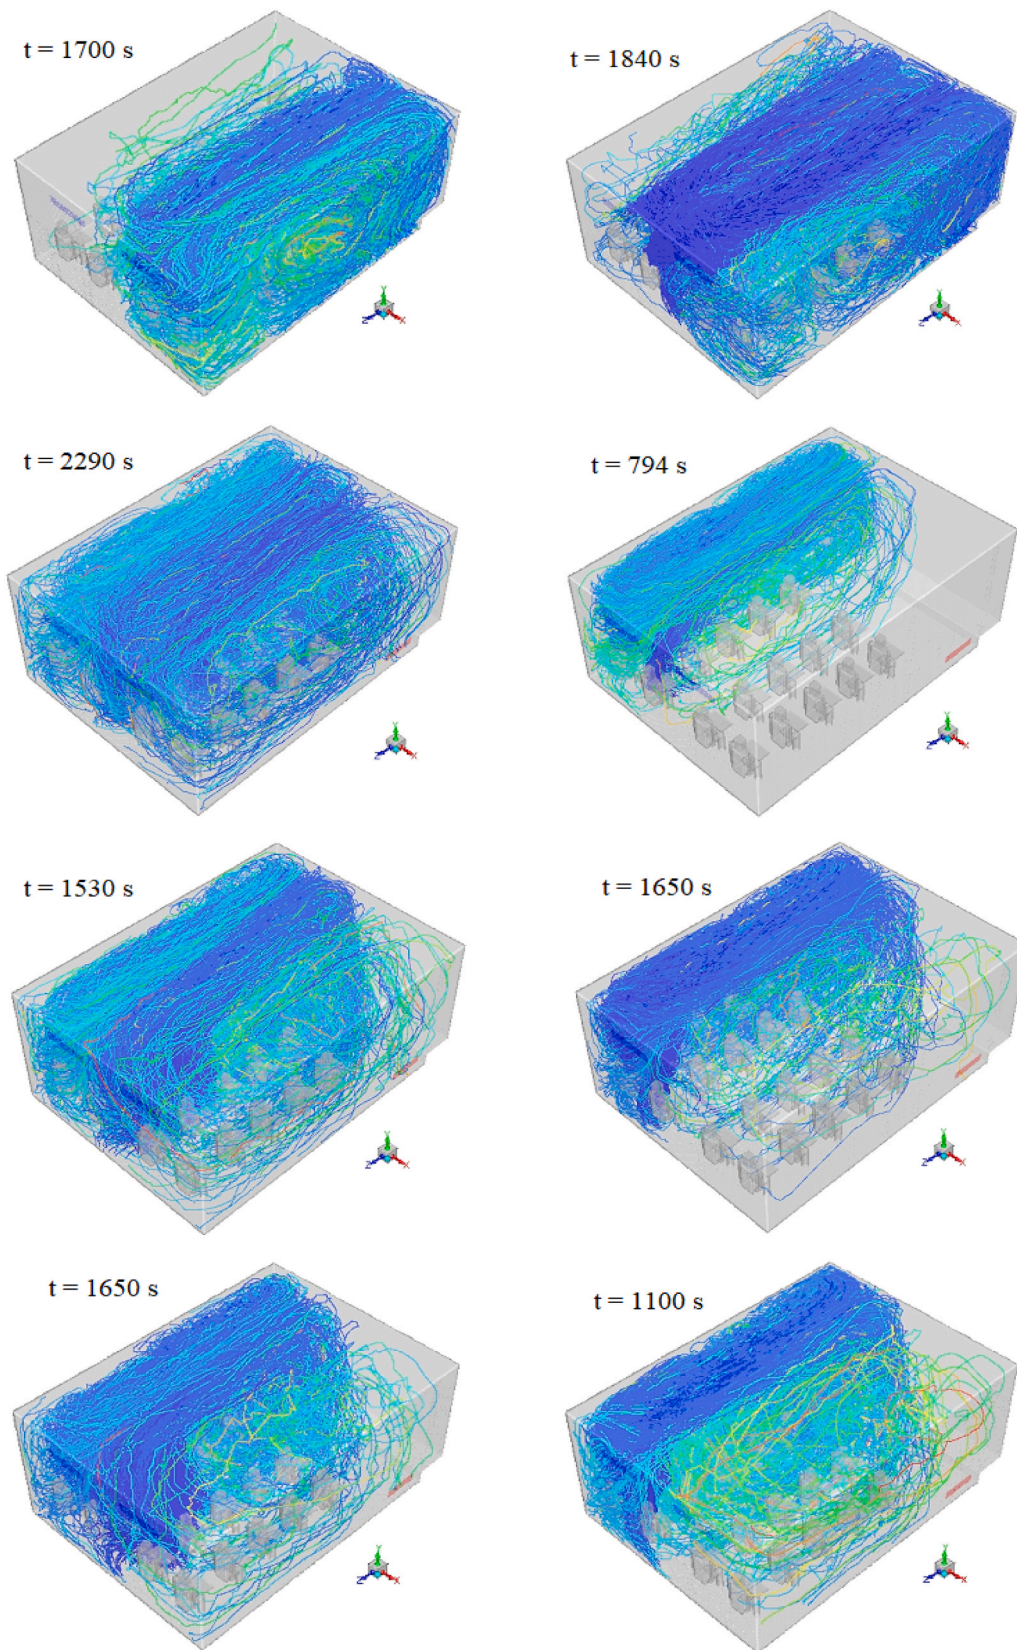 t = 1700 s
t = 1840 s
Y
Z
X
Y
Z
X
t = 2290 s
t = 794 s
Y
Z
X
Y
Z
X
t = 1530 s
t = 1650 s
Y
Z
X
Y
Z
X
t = 1650 s
t = 1100 s
Y
Z
X
Y
Z
X